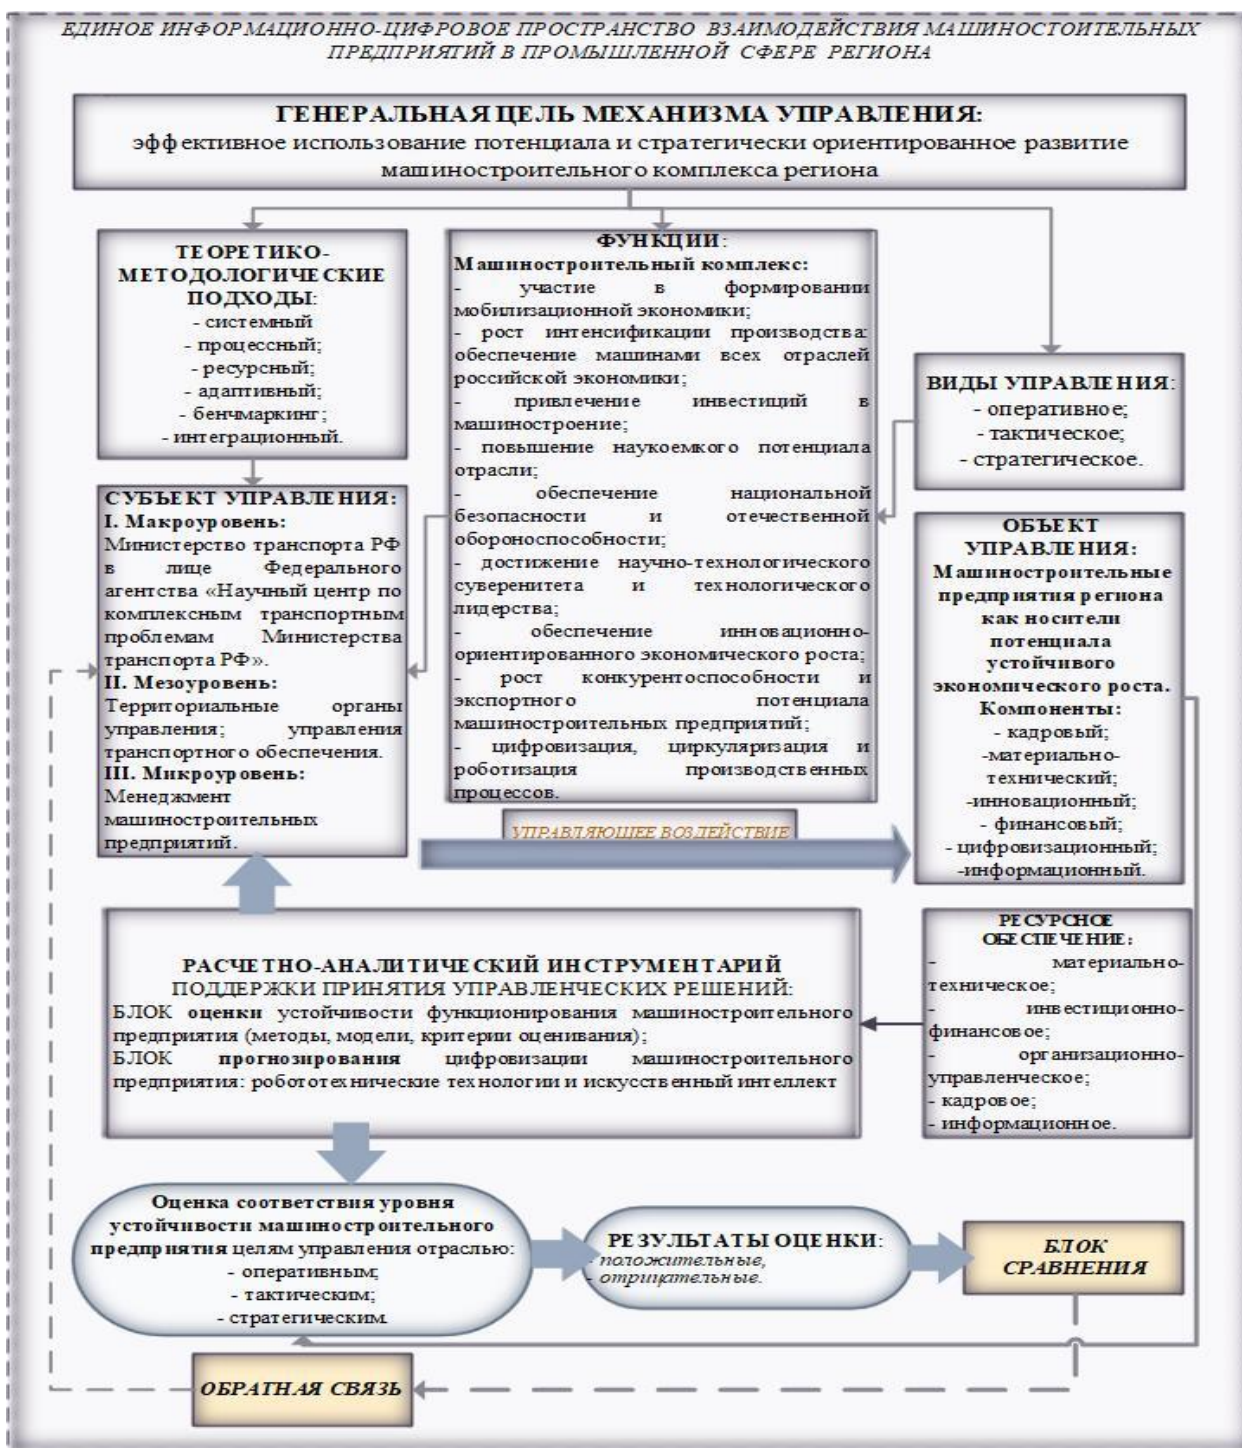 ЕДИНОЕ ИНФОРМАЦИОННО-ЦИФРОВОЕ ПРОСТРАНСТВО ВЗАИМОДЕЙСТВИЯ МАШИНОСТОИТЕЛЬНЫХ
ПРЕДПРИЯТИЙ В ПРОМЫШЛЕННОЙ СФЕРЕ РЕГИОНА
ГЕНЕРАЛЬНАЯ ЦЕЛЬ МЕХАНИЗМА УПРАВЛЕНИЯ:
эффективное использование потенциала и стратегически ориентированное развитие
машиностроительного комплекса региона
ТЕОРЕТИКО-
МЕТОДОЛОГИЧЕСКИЕ
ПОДХОДЫ:
- системный
- процессный;
- ресурсный;
- адаптивный;
- бенчмаркинг;
- интеграционный.
СУБЪЕКТ УПРАВЛЕНИЯ:
I. Макроуровень:
Министерство транспорта РФ
в лице Федерального
агентства «Научный центр по
комплексным транспортным
проблемам Министерства
транспорта РФ».
II. Мезоуровень:
Территориальные органы
управления; управления
транспортного обеспечения.
III. Микроуровень:
Менеджмент
машиностроительных
предприятий.
ФУНКЦИИ:
Машиностроительный комплекс:
- участие в формировании
мобилизационной экономики;
- рост интенсификации производства:
обеспечение машинами всех отраслей
российской экономики;
- привлечение инвестиций в
машиностроение;
- повышение наукоемкого потенциала
отрасли;
- обеспечение национальной
безопасности и отечественной
обороноспособности;
- достижение научно-технологического
суверенитета и технологического
лидерства;
- обеспечение инновационно-
ориентированного экономического роста;
- рост конкурентоспособности и
экспортного потенциала
машиностроительных предприятий;
- цифровизация, циркуляризация и
роботизация производственных
процессов.
ВИДЫ УПРАВЛЕНИЯ:
- оперативное;
- тактическое;
- стратегическое.
ОБЪЕКТ
УПРАВЛЕНИЯ:
Машиностроительные
предприятия региона
как носители
потенциала
устойчивого
экономического роста.
Компоненты:
- кадровый;
-материально-
технический;
-инновационный;
- финансовый;
- цифровизационный;
-информационный.
УПРАВЛЯЮЩЕЕ ВОЗДЕЙСТВИЕ
РАСЧЕТНО-АНАЛИТИЧЕСКИЙ ИНСТРУМЕНТАРИЙ
ПОДДЕРЖКИ ПРИНЯТИЯ УПРАВЛЕНЧЕСКИХ РЕШЕНИЙ:
БЛОК оценки устойчивости функционирования машиностроительного
предприятия (методы, модели, критерии оценивания);
БЛОК прогнозирования цифровизации машиностроительного
предприятия: робототехнические технологии и искусственный интеллект
РЕСУРСНОЕ
ОБЕСПЕЧЕНИЕ:
- материально-
техническое;
- инвестиционно-
финансовое;
- организационно-
управленческое;
- кадровое;
- информационное.
Оценка соответствия уровня
устойчивости машиностроительного
предприятия целям управления отраслью:
- оперативным;
- тактическим;
- стратегическим.
РЕЗУЛЬТАТЫ ОЦЕНКИ:
- положительные,
- отрицательные.
БЛОК
СРАВНЕНИЯ
ОБРАТНАЯ СВЯЗЬ